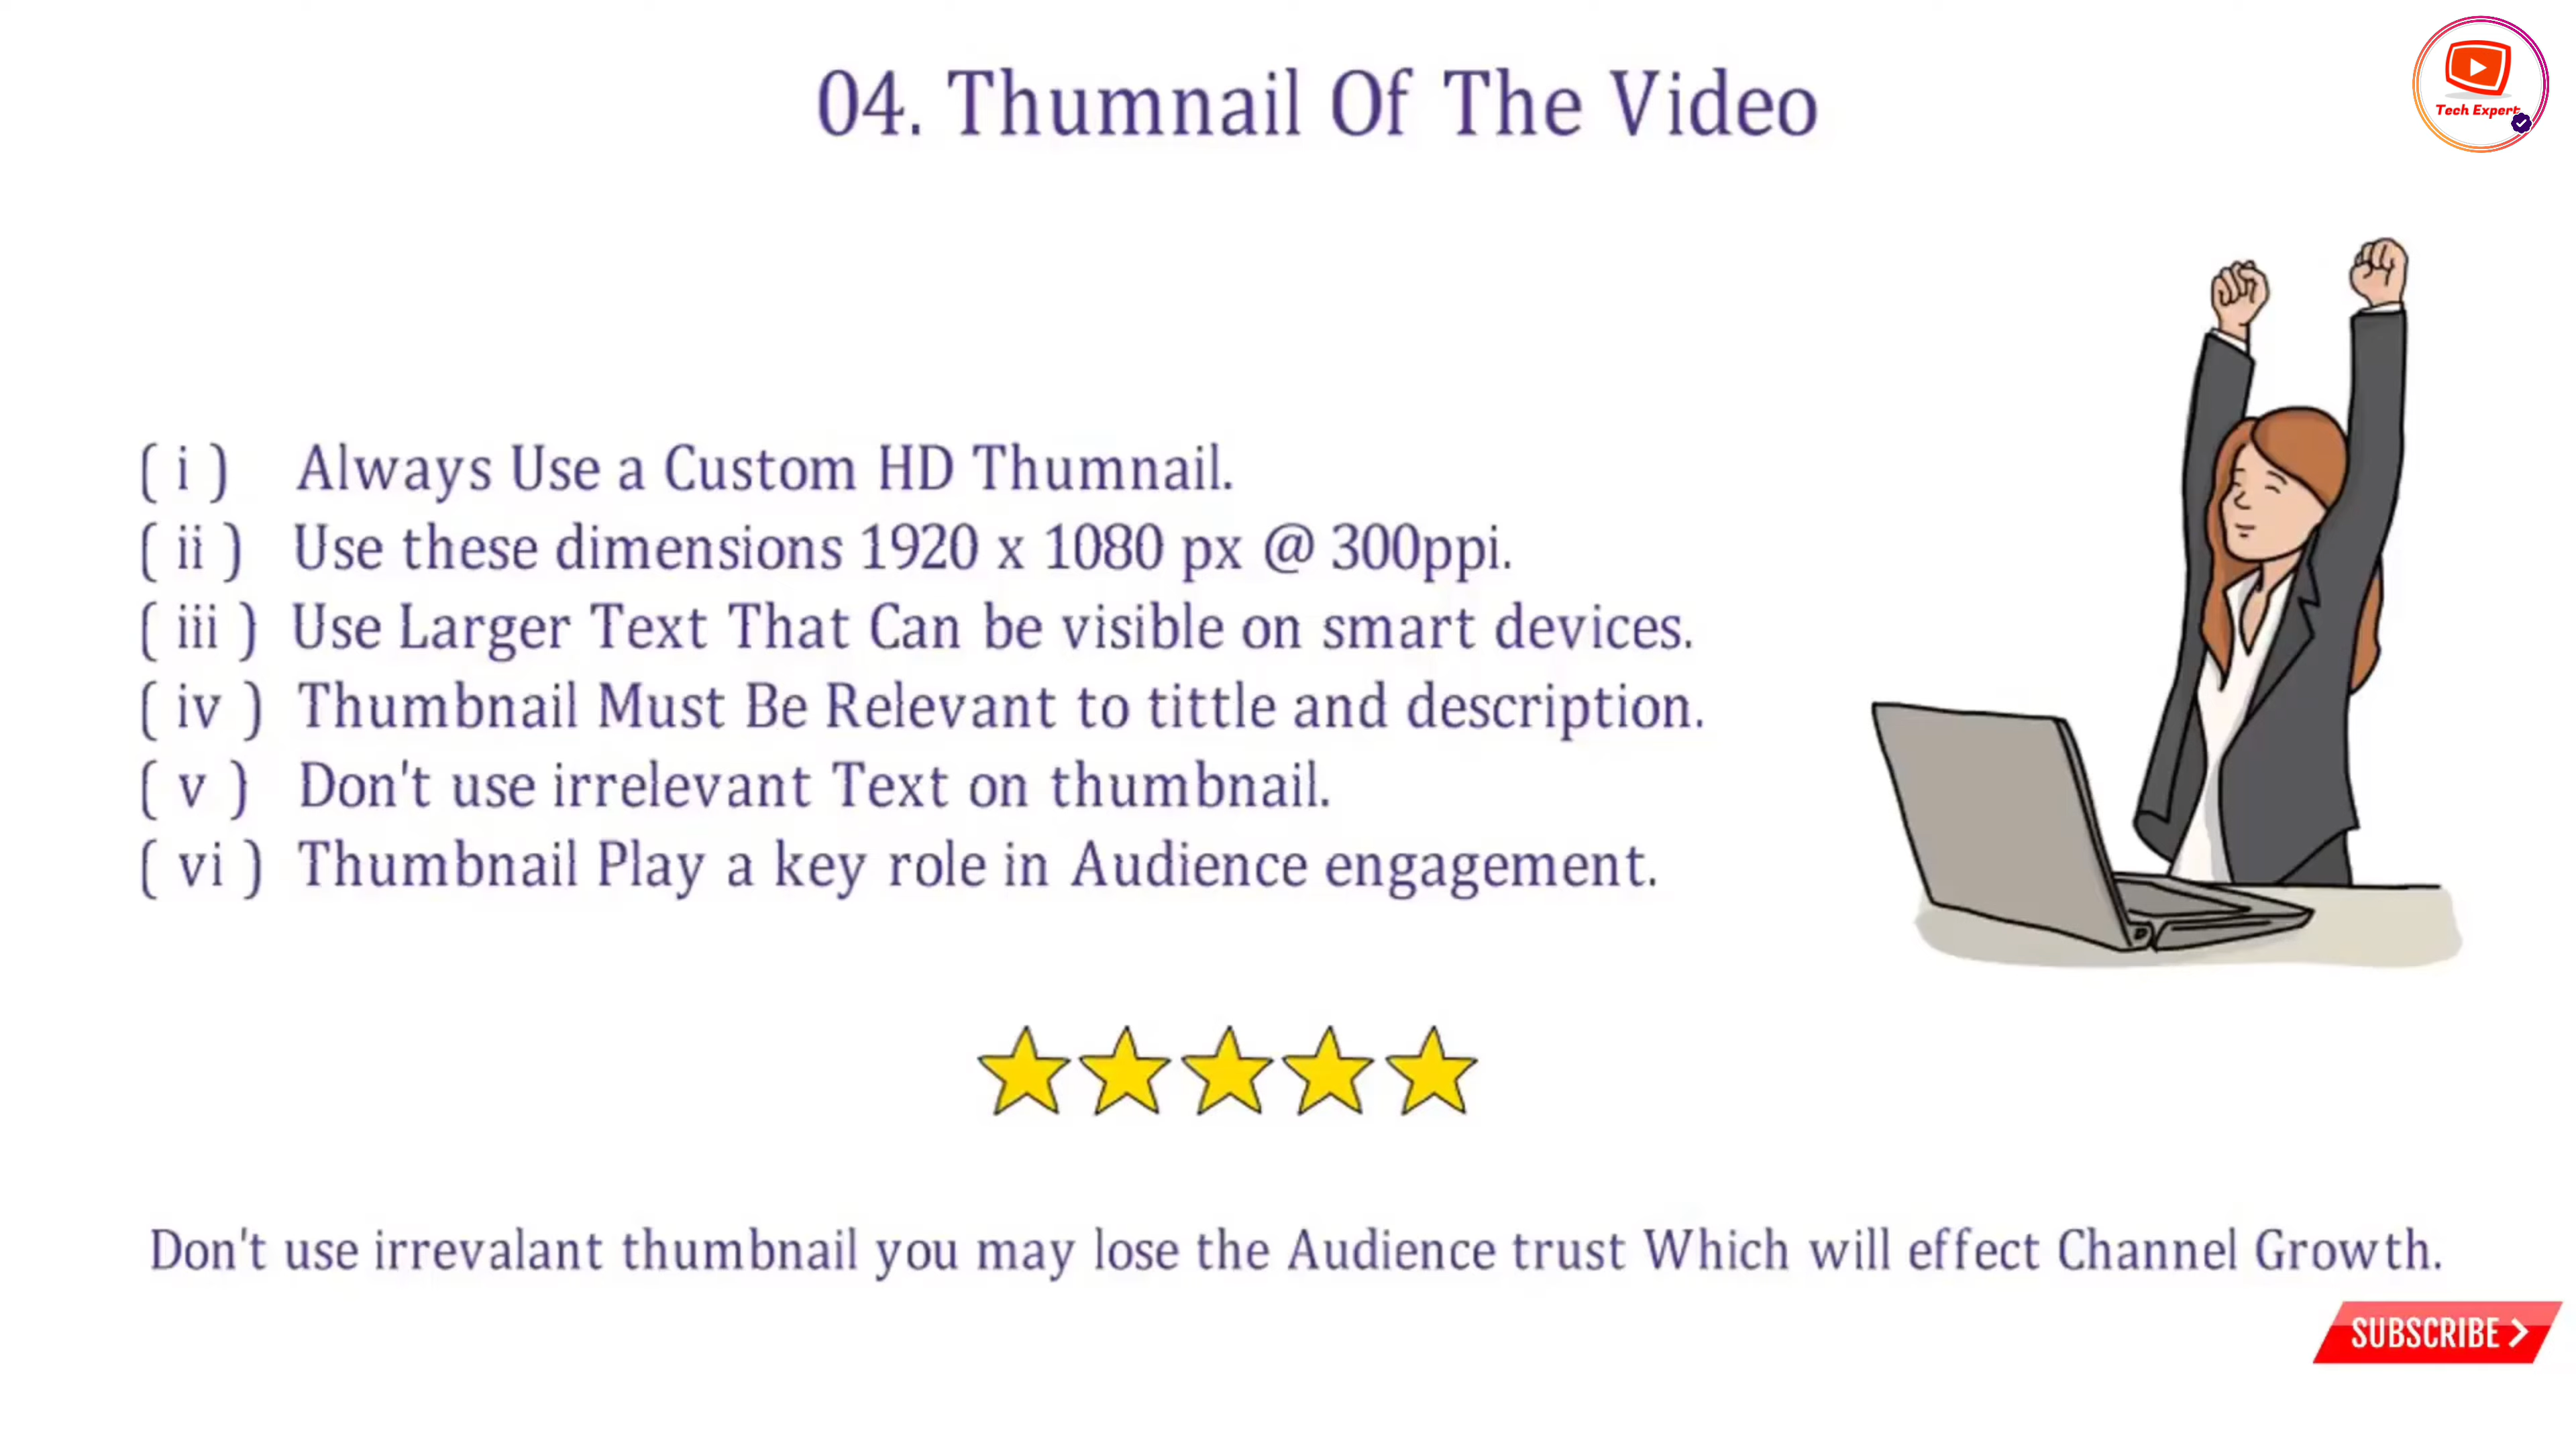 04. Thumnail Of The Video
Tech Expert
( i ) Always Use a Custom HD Thumnail.
( ii ) Use these dimensions 1920 x 1080 px @ 300ppi.
( iii ) Use Larger Text That Can be visible on smart devices.
( iv ) Thumbnail Must Be Relevant to tittle and description.
( v ) Don't use irrelevant Text on thumbnail.
( vi ) Thumbnail Play a key role in Audience engagement.
Don't use irrevalant thumbnail you may lose the Audience trust Which will effect Channel Growth.
SUBSCRIBE >